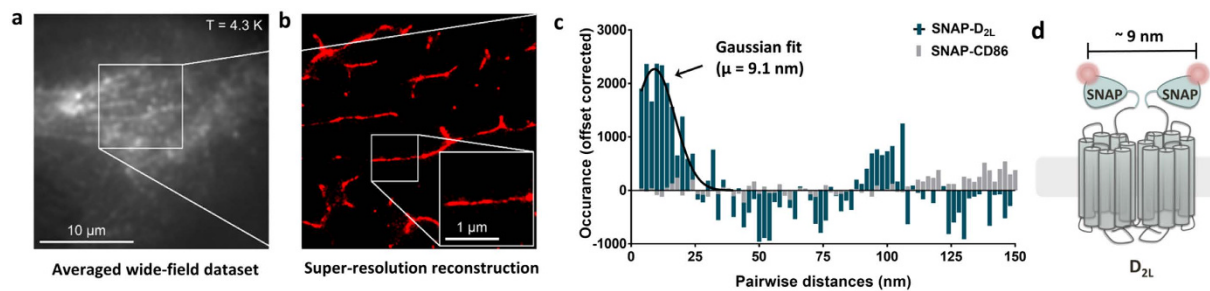 a
T = 4.3 K
10 µm
Averaged wide-field dataset
b
1 µm
Super-resolution reconstruction
c
SNAP-D2L
SNAP-CD86
Gaussian fit
(µ = 9.1 nm)
Occurance (offset corrected)
3000
2000
1000
0
-1000
0 25 50 75 100 125 150
Pairwise distances (nm)
d
~ 9 nm
SNAP SNAP
D2L